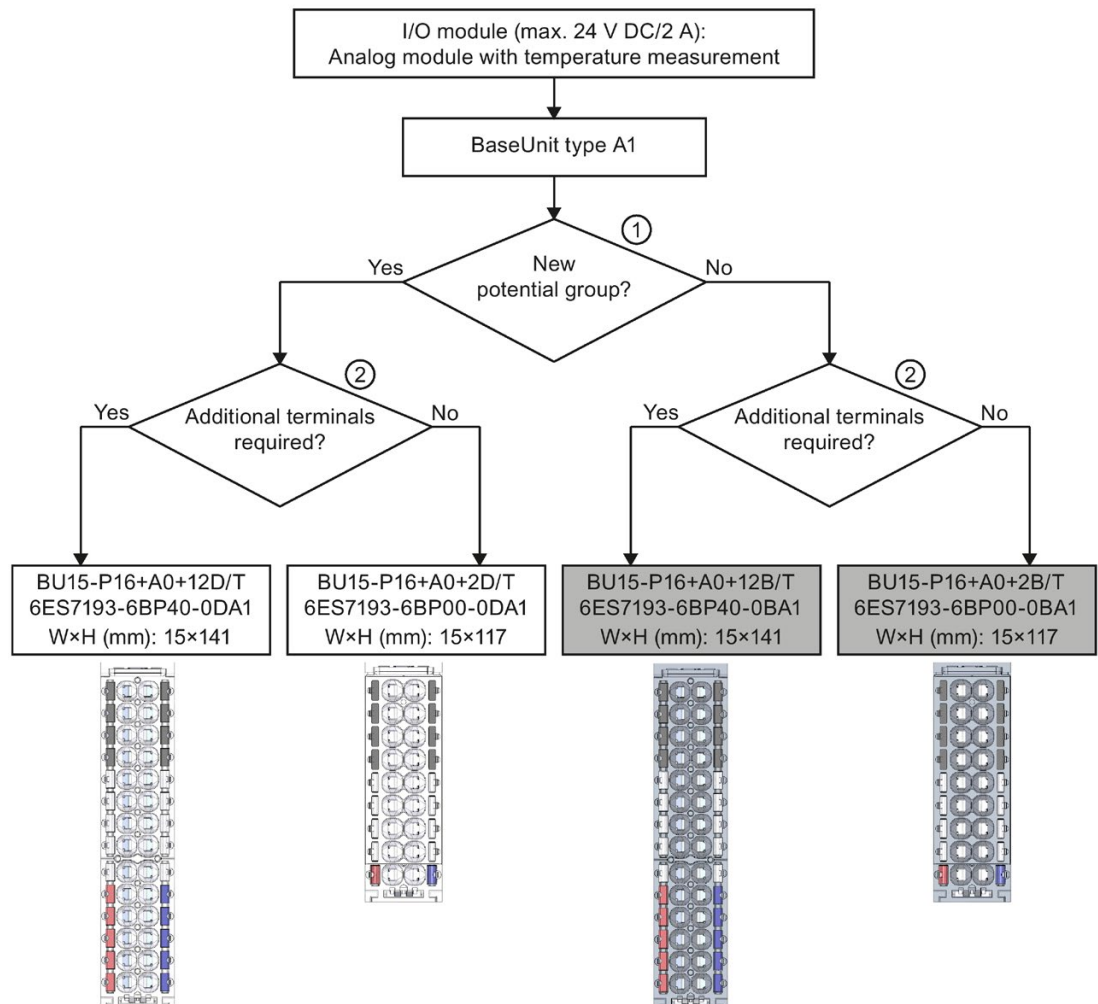 I/O module (max. 24 V DC/2 A):
Analog module with temperature measurement
BaseUnit type A1
1
New
potential group?
Yes
No
2
Additional terminals
required?
Yes
No
2
Additional terminals
required?
Yes
No
BU15-P16+A0+12D/T
6ES7193-6BP40-0DA1
W×H (mm): 15×141
BU15-P16+A0+2D/T
6ES7193-6BP00-0DA1
W×H (mm): 15×117
BU15-P16+A0+12B/T
6ES7193-6BP40-0BA1
W×H (mm): 15×141
BU15-P16+A0+2B/T
6ES7193-6BP00-0BA1
W×H (mm): 15×117